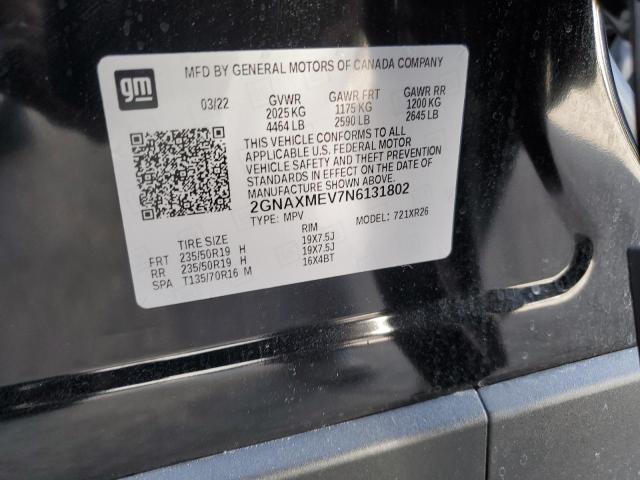 MFD BY GENERAL MOTORS OF CANADA COMPANY
gm
03/22 GVWR GAWR FRT GAWR RR
2025 KG 1175 KG 1200 KG
4464 LB 2590 LB 2645 LB
THIS VEHICLE CONFORMS TO ALL
APPLICABLE U.S. FEDERAL MOTOR
VEHICLE SAFETY AND THEFT PREVENTION
STANDARDS IN EFFECT ON THE DATE OF
MANUFACTURE SHOWN ABOVE.
2GNAXMEV7N6131802
TYPE: MPV MODEL: 721XR26
TIRE SIZE RIM
FRT 235/50R19 H 19X7.5J
RR 235/50R19 H 19X7.5J
SPA T135/70R16 M 16X4BT